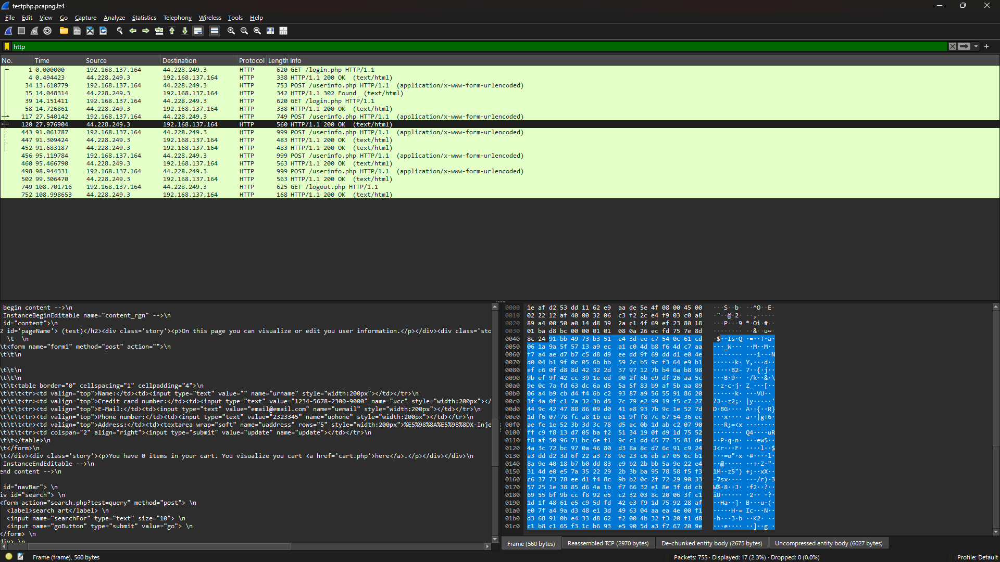 testphp.pcapng.lz4
File Edit View Go Capture Analyze Statistics Telephony Wireless Tools Help
http
No. Time Source Destination Protocol Length Info
1 0.000000 192.168.137.164 44.228.249.3 HTTP 620 GET /login.php HTTP/1.1
4 0.494423 44.228.249.3 192.168.137.164 HTTP 338 HTTP/1.1 200 OK (text/html)
34 13.610779 192.168.137.164 44.228.249.3 HTTP 753 POST /userinfo.php HTTP/1.1 (application/x-www-form-urlencoded)
35 14.048314 44.228.249.3 192.168.137.164 HTTP 342 HTTP/1.1 302 Found (text/html)
39 14.151411 192.168.137.164 44.228.249.3 HTTP 620 GET /login.php HTTP/1.1
58 14.726861 44.228.249.3 192.168.137.164 HTTP 338 HTTP/1.1 200 OK (text/html)
117 27.540142 192.168.137.164 44.228.249.3 HTTP 749 POST /userinfo.php HTTP/1.1 (application/x-www-form-urlencoded)
120 27.976904 44.228.249.3 192.168.137.164 HTTP 560 HTTP/1.1 200 OK (text/html)
443 91.061787 192.168.137.164 44.228.249.3 HTTP 999 POST /userinfo.php HTTP/1.1 (application/x-www-form-urlencoded)
447 91.309424 44.228.249.3 192.168.137.164 HTTP 483 HTTP/1.1 200 OK (text/html)
452 91.683187 44.228.249.3 192.168.137.164 HTTP 483 HTTP/1.1 200 OK (text/html)
456 95.119784 192.168.137.164 44.228.249.3 HTTP 999 POST /userinfo.php HTTP/1.1 (application/x-www-form-urlencoded)
460 95.466790 44.228.249.3 192.168.137.164 HTTP 563 HTTP/1.1 200 OK (text/html)
498 98.944331 192.168.137.164 44.228.249.3 HTTP 999 POST /userinfo.php HTTP/1.1 (application/x-www-form-urlencoded)
502 99.306470 44.228.249.3 192.168.137.164 HTTP 563 HTTP/1.1 200 OK (text/html)
749 108.701716 192.168.137.164 44.228.249.3 HTTP 625 GET /logout.php HTTP/1.1
752 108.998653 44.228.249.3 192.168.137.164 HTTP 168 HTTP/1.1 200 OK (text/html)
begin content -->\n
InstanceBeginEditable name="content_rgn" -->\n
id="content">\n
2 id='pageName'> (test)</h2><div class='story'><p>On this page you can visualize or edit you user information.</p></div><div class='sto
\t \n
\t<form name="form1" method="post" action="">\n
\t\t\n
\t\t\n
\t\t\n
\t\t<table border="0" cellspacing="1" cellpadding="4">\n
\t\t\t<tr><td valign="top">Name:</td><td><input type="text" value="" name="urname" style="width:200px"></td></tr>\n
\t\t\t<tr><td valign="top">Credit card number:</td><td><input type="text" value="1234-5678-2300-9000" name="ucc" style="width:200px"></
\t\t\t<tr><td valign="top">E-Mail:</td><td><input type="text" value="email@email.com" name="uemail" style="width:200px"></td></tr>\n
\t\t\t<tr><td valign="top">Phone number:</td><td><input type="text" value="2323345" name="uphone" style="width:200px"></td></tr>\n
\t\t\t<tr><td valign="top">Address:</td><td><textarea wrap="soft" name="uaddress" rows="5" style="width:200px">%E5%98%8A%E5%98%8DX-Inje
\t\t\t<tr><td colspan="2" align="right"><input type="submit" value="update" name="update"></td></tr>\n
\t\t</table>\n
\t</form>\n
\t</div><div class='story'><p>You have 0 items in your cart. You visualize you cart <a href='cart.php'>here</a>.</p></div></div>\n
InstanceEndEditable -->\n
end content -->\n
id="navBar"> \n
iv id="search"> \n
<form action="search.php?test=query" method="post"> \n
<label>search art</label> \n
<input name="searchFor" type="text" size="10"> \n
<input name="goButton" type="submit" value="go"> \n
</form> \n
div> \n
0000 1e af d2 53 dd 11 62 e9 aa de 5e 4f 08 00 45 00
0010 02 22 12 af 40 00 32 06 c3 f2 2c e4 f9 03 c0 a8
0020 89 a4 00 50 a0 14 d8 39 2a c1 4f 69 ef 23 80 18
0030 01 ba d8 bc 00 00 01 01 08 0a 26 ec fd 75 7e 8d
0040 8c 24 91 bb 49 73 b3 51 e4 3d ee c7 54 0c 61 cd
0050 06 1a 9a 5f 57 13 a9 ec a1 c0 4d b8 f6 4d c7 aa
0060 f7 a4 ae d7 b7 c5 d8 d9 ee dd 9f 69 dd d1 e0 4e
0070 d0 04 b1 9f 0c 05 6b bb 59 2c b5 9c f3 64 e9 b1
0080 ef c6 0f d8 8d 42 32 2d 37 97 12 7b b4 6a b8 98
0090 9b ef 9f 42 cc 39 1e ed 90 2f 6b e9 df 26 aa 5c
00a0 9e 0c 7a fd 63 dc 6a d5 5a 5f 83 b9 af 5b aa 89
00b0 06 a4 b9 cb d4 f4 6b c2 93 87 a9 56 55 91 86 20
00c0 3f 4a 0f c1 7a 32 3b d5 7c 79 e2 99 19 f5 c7 27
00d0 44 9c 42 47 88 86 09 d0 41 e8 93 7b 9c 1e 52 7d
00e0 1d f6 07 78 fc a8 1b ed 61 9f f8 7c 67 54 36 ec
00f0 ae fe 1e 52 3b 3d 3c 78 d5 ac 0b 1d ab c2 07 90
0100 ff c9 f8 13 d7 05 ba f2 51 34 19 0f d9 1d 75 52
0110 f8 af 50 96 71 bc 6e f1 9c c1 dd 65 77 35 81 de
0120 4a 3c 72 bc 97 0a 46 80 d3 8a 8c d6 6c 91 c9 24
0130 a3 dd d2 3d 6f 22 a3 78 9e 23 c6 eb a7 05 6c b1
0140 8a 9e 40 18 b7 b0 dd 83 e9 b2 2b bb 5a 9e 22 e4
0150 31 4d e0 e5 7a 35 22 29 2b 3b ba 95 78 58 f5 f3
0160 c6 37 73 78 ee d1 f4 8c 9b b2 0c 2f 72 29 90 33
0170 57 25 1e 38 85 d6 4a 1b f7 66 32 e1 8e 3f dd cb
0180 69 55 bf 9b cc f8 92 e5 c2 32 03 8c 20 06 3f c1
0190 1d 1f 48 61 e5 c9 5d fd 42 e3 f9 1d 75 92 28 af
01a0 e0 7f a4 9a d3 48 e1 3d 49 63 04 aa ea 4e 00 f1
01b0 d3 68 91 0b e4 33 d8 62 f2 00 4b 32 f3 20 f1 d8
01c0 c1 b8 c1 65 f3 1c b6 93 e5 90 5d a3 f7 67 20 9e
Frame (560 bytes) Reassembled TCP (2970 bytes) De-chunked entity body (2675 bytes) Uncompressed entity body (6027 bytes)
Frame (frame), 560 bytes
Packets: 755 · Displayed: 17 (2.3%) · Dropped: 0 (0.0%)
Profile: Default